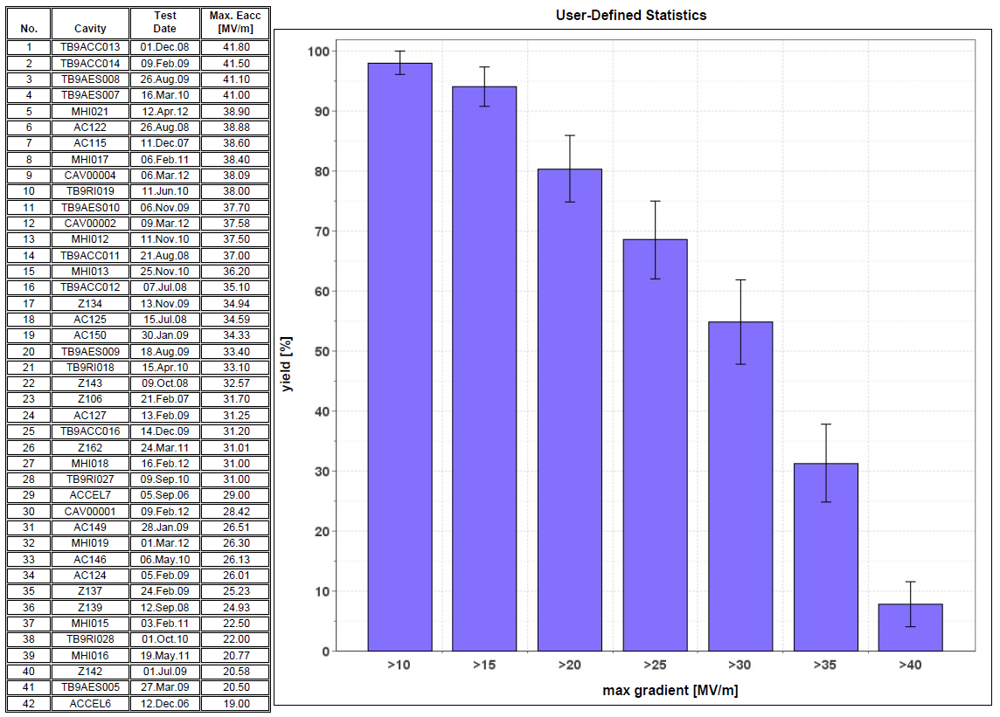 No. Cavity Test Date Max. Eacc [MV/m]
1 TB9ACC013 01.Dec.08 41.80
2 TB9ACC014 09.Feb.09 41.50
3 TB9AES008 26.Aug.09 41.10
4 TB9AES007 16.Mar.10 41.00
5 MHI021 12.Apr.12 38.90
6 AC122 26.Aug.08 38.88
7 AC115 11.Dec.07 38.60
8 MHI017 06.Feb.11 38.40
9 CAV00004 06.Mar.12 38.09
10 TB9RI019 11.Jun.10 38.00
11 TB9AES010 06.Nov.09 37.70
12 CAV00002 09.Mar.12 37.58
13 MHI012 11.Nov.10 37.50
14 TB9ACC011 21.Aug.08 37.00
15 MHI013 25.Nov.10 36.20
16 TB9ACC012 07.Jul.08 35.10
17 Z134 13.Nov.09 34.94
18 AC125 15.Jul.08 34.59
19 AC150 30.Jan.09 34.33
20 TB9AES009 18.Aug.09 33.40
21 TB9RI018 15.Apr.10 33.10
22 Z143 09.Oct.08 32.57
23 Z106 21.Feb.07 31.70
24 AC127 13.Feb.09 31.25
25 TB9ACC016 14.Dec.09 31.20
26 Z162 24.Mar.11 31.01
27 MHI018 16.Feb.12 31.00
28 TB9RI027 09.Sep.10 31.00
29 ACCEL7 05.Sep.06 29.00
30 CAV00001 09.Feb.12 28.42
31 AC149 28.Jan.09 26.51
32 MHI019 01.Mar.12 26.30
33 AC146 06.May.10 26.13
34 AC124 05.Feb.09 26.01
35 Z137 24.Feb.09 25.23
36 Z139 12.Sep.08 24.93
37 MHI015 03.Feb.11 22.50
38 TB9RI028 01.Oct.10 22.00
39 MHI016 19.May.11 20.77
40 Z142 01.Jul.09 20.58
41 TB9AES005 27.Mar.09 20.50
42 ACCEL6 12.Dec.06 19.00
User-Defined Statistics
yield [%]
100
90
80
70
60
50
40
30
20
10
0
>10 >15 >20 >25 >30 >35 >40
max gradient [MV/m]